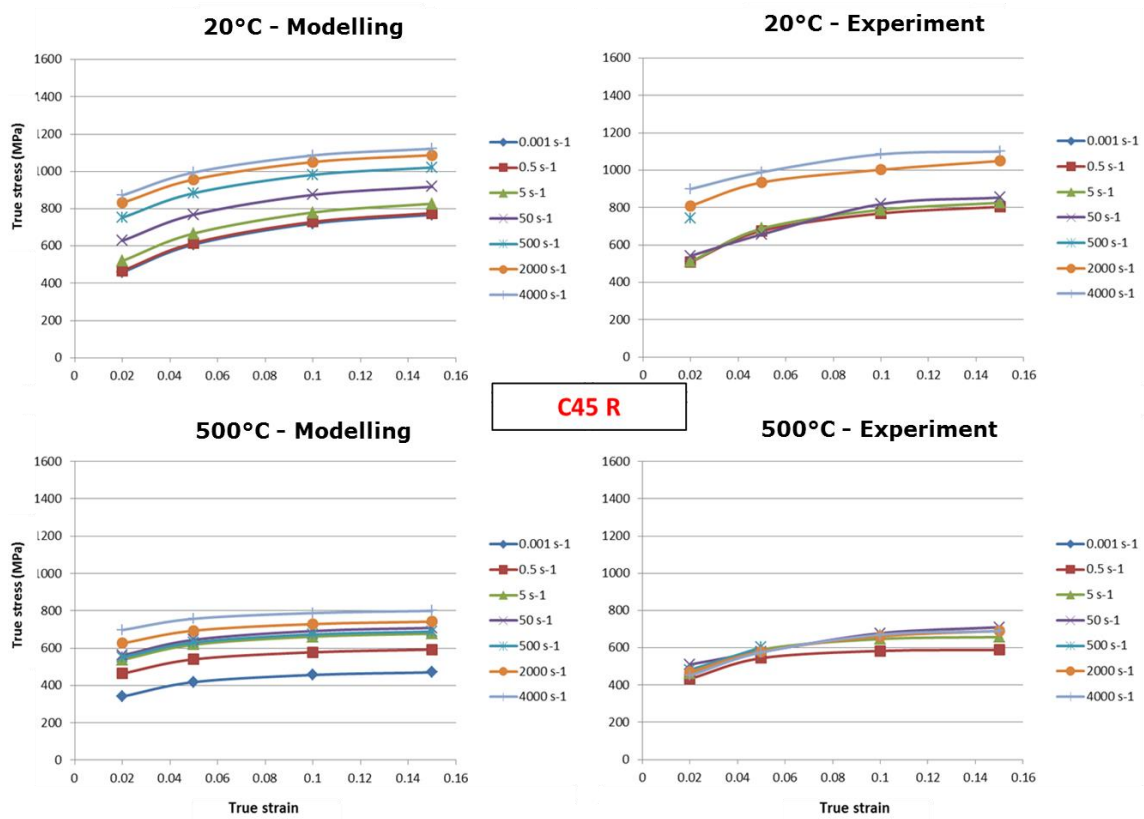 20°C - Modelling
True stress (MPa)
1600
1400
1200
1000
800
600
400
200
0
0 0.02 0.04 0.06 0.08 0.1 0.12 0.14 0.16
0.001 s-1
0.5 s-1
5 s-1
50 s-1
500 s-1
2000 s-1
4000 s-1
20°C - Experiment
1600
1400
1200
1000
800
600
400
200
0
0 0.02 0.04 0.06 0.08 0.1 0.12 0.14 0.16
0.001 s-1
0.5 s-1
5 s-1
50 s-1
500 s-1
2000 s-1
4000 s-1
C45 R
500°C - Modelling
True stress (MPa)
1600
1400
1200
1000
800
600
400
200
0
0 0.02 0.04 0.06 0.08 0.1 0.12 0.14 0.16
True strain
0.001 s-1
0.5 s-1
5 s-1
50 s-1
500 s-1
2000 s-1
4000 s-1
500°C - Experiment
1600
1400
1200
1000
800
600
400
200
0
0 0.02 0.04 0.06 0.08 0.1 0.12 0.14 0.16
True strain
0.001 s-1
0.5 s-1
5 s-1
50 s-1
500 s-1
2000 s-1
4000 s-1